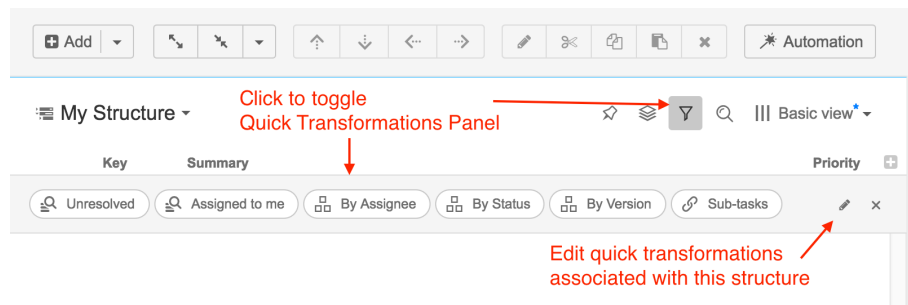 Add
Automation
My Structure
Click to toggle
Quick Transformations Panel
Basic view*
Key Summary Priority
Unresolved Assigned to me By Assignee By Status By Version Sub-tasks
Edit quick transformations
associated with this structure